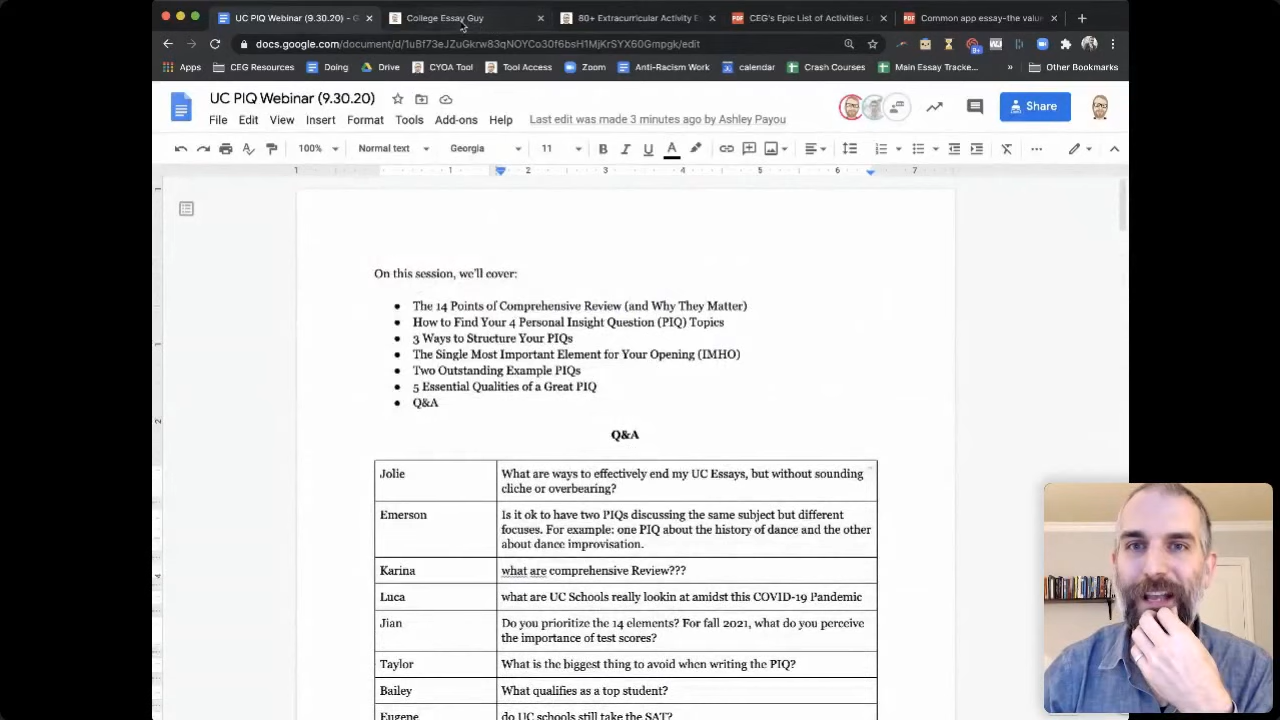 UC PIQ Webinar (9.30.20) - G
College Essay Guy
80+ Extracurricular Activity E
CEG's Epic List of Activities L
Common app essay-the value
docs.google.com/document/d/1uBf73eJZuGkrw83qNOYCo30f6bsH1MjKrSYX60Gmpgk/edit
Apps CEG Resources Doing Drive CYOA Tool Tool Access Zoom Anti-Racism Work calendar Crash Courses Main Essay Tracke... » Other Bookmarks
UC PIQ Webinar (9.30.20)
Share
File Edit View Insert Format Tools Add-ons Help Last edit was made 3 minutes ago by Ashley Payou
100% Normal text Georgia 11 B I U A
1 1 2 3 4 5 6 7
On this session, we'll cover:
• The 14 Points of Comprehensive Review (and Why They Matter)
• How to Find Your 4 Personal Insight Question (PIQ) Topics
• 3 Ways to Structure Your PIQs
• The Single Most Important Element for Your Opening (IMHO)
• Two Outstanding Example PIQs
• 5 Essential Qualities of a Great PIQ
• Q&A
Q&A
Jolie What are ways to effectively end my UC Essays, but without sounding
cliche or overbearing?
Emerson Is it ok to have two PIQs discussing the same subject but different
focuses. For example: one PIQ about the history of dance and the other
about dance improvisation.
Karina what are comprehensive Review???
Luca what are UC Schools really lookin at amidst this COVID-19 Pandemic
Jian Do you prioritize the 14 elements? For fall 2021, what do you perceive
the importance of test scores?
Taylor What is the biggest thing to avoid when writing the PIQ?
Bailey What qualifies as a top student?
Eugene do UC schools still take the SAT?